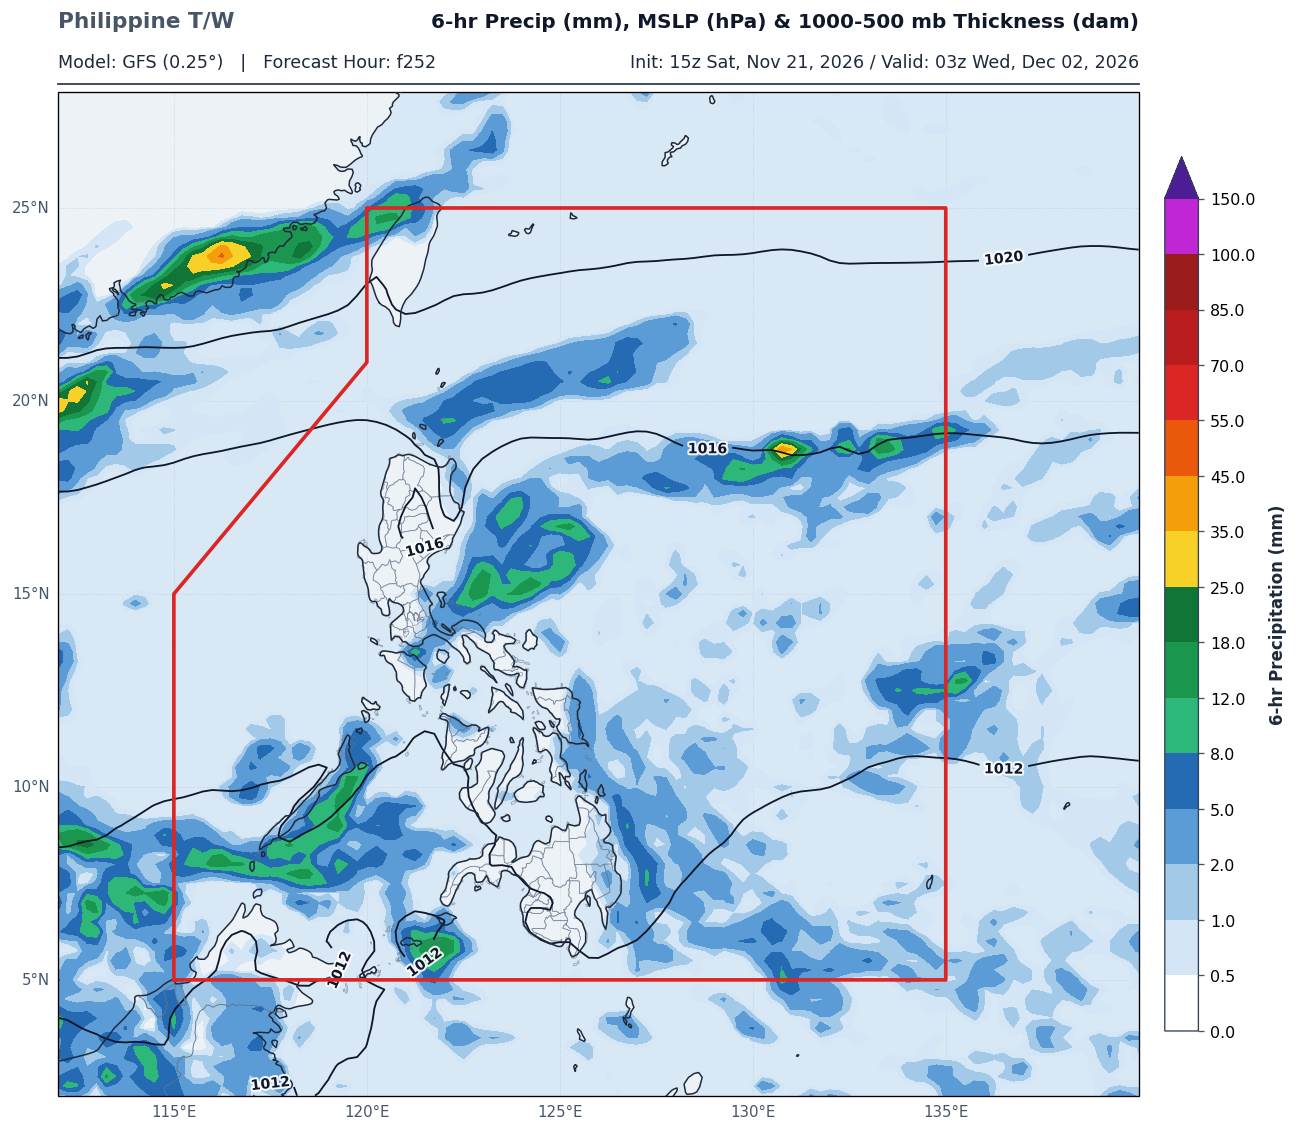 Philippine T/W
6-hr Precip (mm), MSLP (hPa) & 1000-500 mb Thickness (dam)
Model: GFS (0.25°) | Forecast Hour: f252
Init: 15z Sat, Nov 21, 2026 / Valid: 03z Wed, Dec 02, 2026
25°N
20°N
15°N
10°N
5°N
115°E
120°E
125°E
130°E
135°E
1020
1016
1016
1012
1012
1012
1012
150.0
100.0
85.0
70.0
55.0
45.0
35.0
25.0
18.0
12.0
8.0
5.0
2.0
1.0
0.5
0.0
6-hr Precipitation (mm)